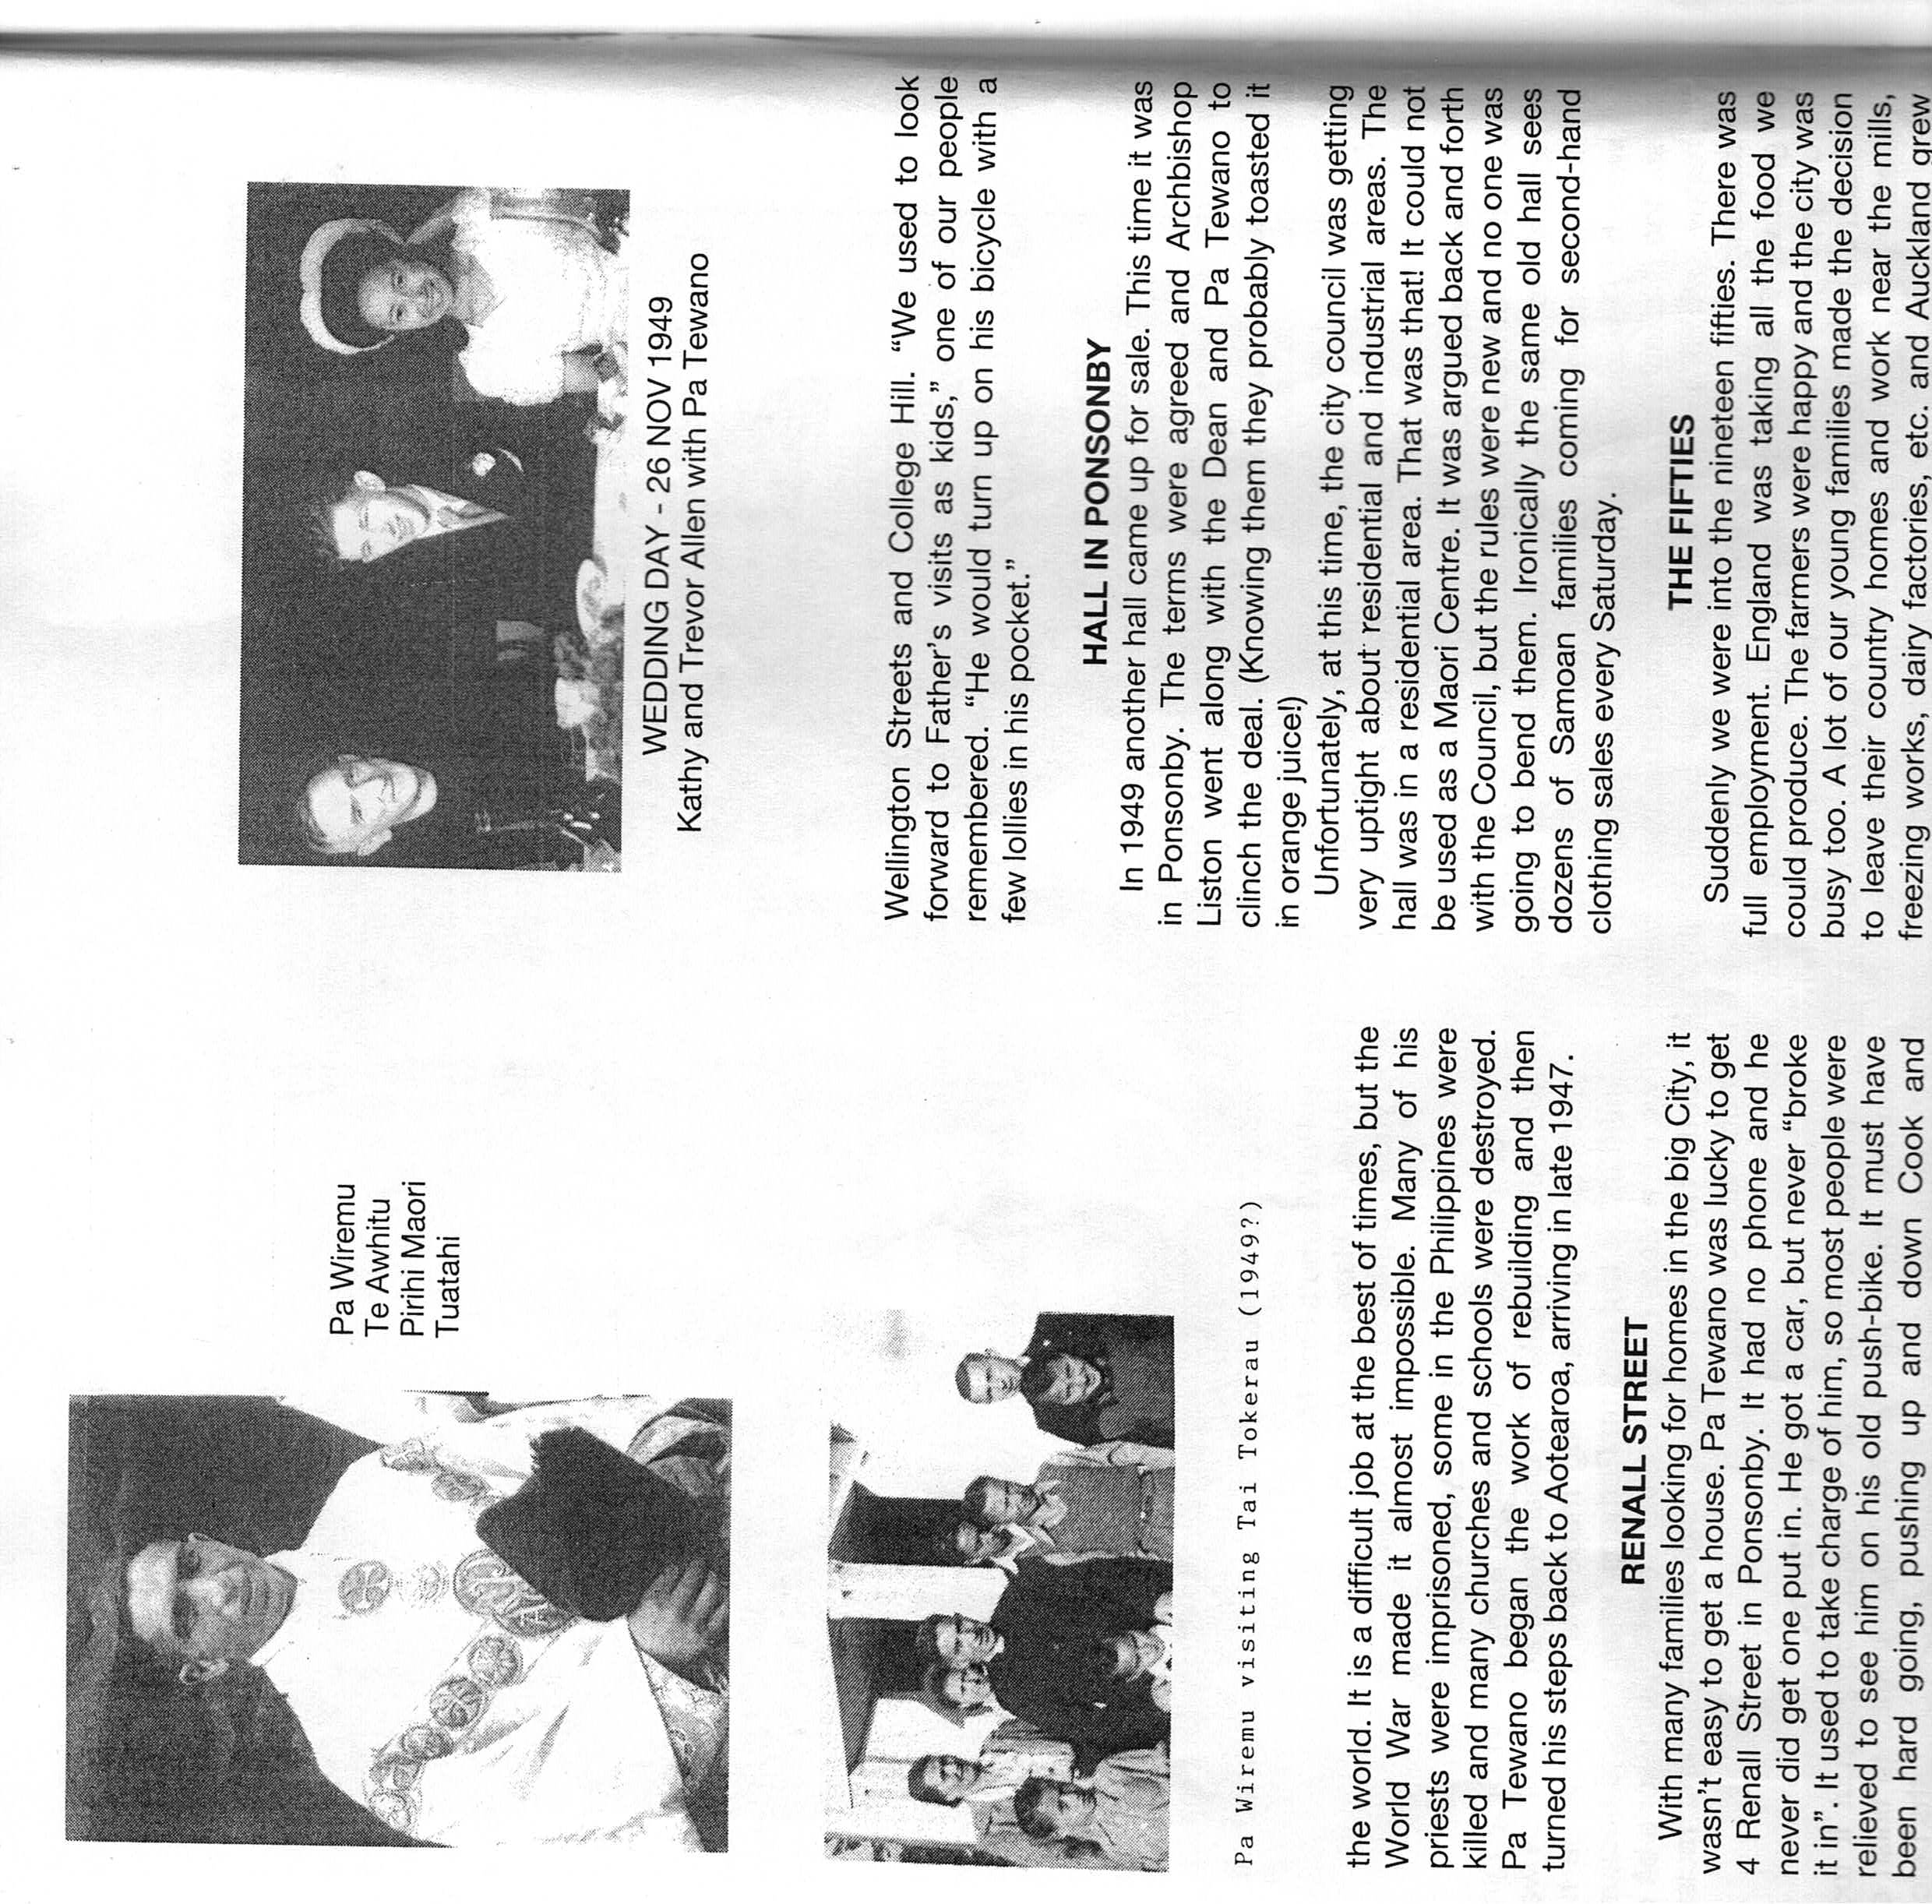 Pa Wiremu
Te Awhitu
Pirihi Maori
Tuatahi
Pa Wiremu visiting Tai Tokerau (1949?)
the world. It is a difficult job at the best of times, but the
World War made it almost impossible. Many of his
priests were imprisoned, some in the Philippines were
killed and many churches and schools were destroyed.
Pa Tewano began the work of rebuilding and then
turned his steps back to Aotearoa, arriving in late 1947.
RENALL STREET
With many families looking for homes in the big City, it
wasn't easy to get a house. Pa Tewano was lucky to get
4 Renall Street in Ponsonby. It had no phone and he
never did get one put in. He got a car, but never “broke
it in”. It used to take charge of him, so most people were
relieved to see him on his old push-bike. It must have
been hard going, pushing up and down Cook and
WEDDING DAY - 26 NOV 1949
Kathy and Trevor Allen with Pa Tewano
Wellington Streets and College Hill. “We used to look
forward to Father's visits as kids,” one of our people
remembered. “He would turn up on his bicycle with a
few lollies in his pocket.”
HALL IN PONSONBY
In 1949 another hall came up for sale. This time it was
in Ponsonby. The terms were agreed and Archbishop
Liston went along with the Dean and Pa Tewano to
clinch the deal. (Knowing them they probably toasted it
in orange juice!)
Unfortunately, at this time, the city council was getting
very uptight about residential and industrial areas. The
hall was in a residential area. That was that! It could not
be used as a Maori Centre. It was argued back and forth
with the Council, but the rules were new and no one was
going to bend them. Ironically the same old hall sees
dozens of Samoan families coming for second-hand
clothing sales every Saturday.
THE FIFTIES
Suddenly we were into the nineteen fifties. There was
full employment. England was taking all the food we
could produce. The farmers were happy and the city was
busy too. A lot of our young families made the decision
to leave their country homes and work near the mills,
freezing works, dairy factories, etc. and Auckland grew